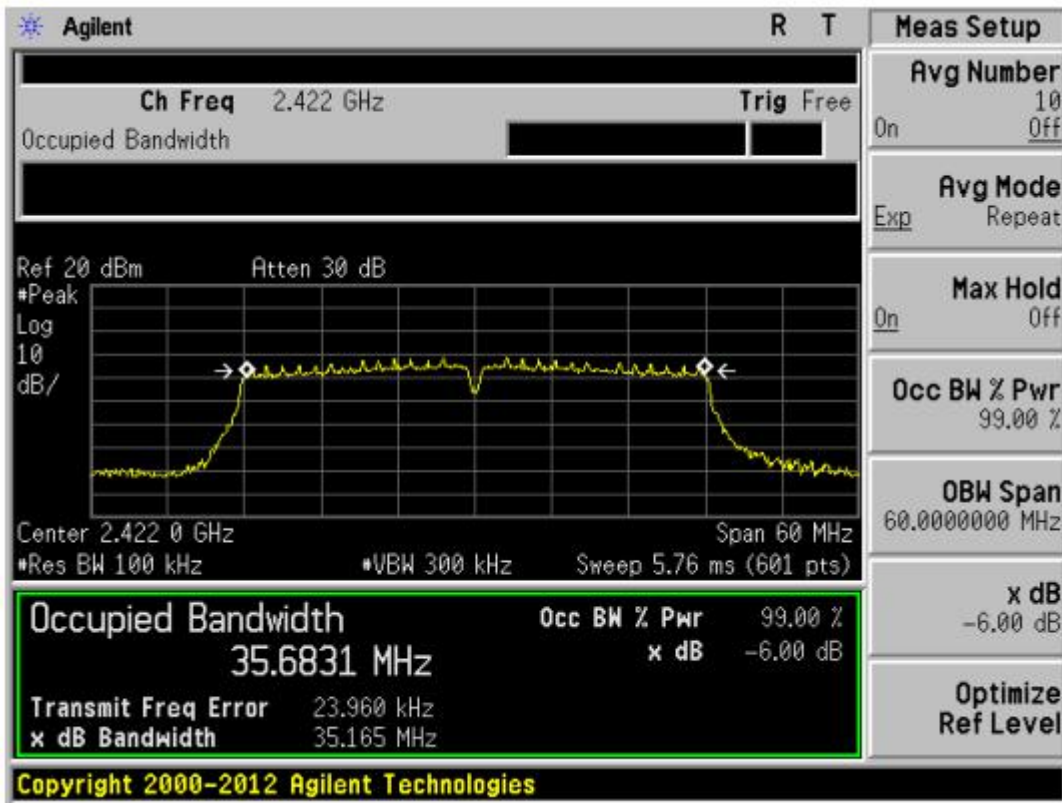 Agilent R T
Ch Freq 2.422 GHz Trig Free
Occupied Bandwidth
Ref 20 dBm Atten 30 dB
#Peak
Log
10
dB/
Center 2.422 0 GHz Span 60 MHz
#Res BW 100 kHz #VBW 300 kHz Sweep 5.76 ms (601 pts)
Occupied Bandwidth Occ BW % Pwr 99.00 %
35.6831 MHz x dB -6.00 dB
Transmit Freq Error 23.960 kHz
x dB Bandwidth 35.165 MHz
Copyright 2000-2012 Agilent Technologies
Meas Setup
Avg Number
10
On Off
Avg Mode
Exp Repeat
Max Hold
On Off
Occ BW % Pwr
99.00 %
OBW Span
60.0000000 MHz
x dB
-6.00 dB
Optimize
Ref Level